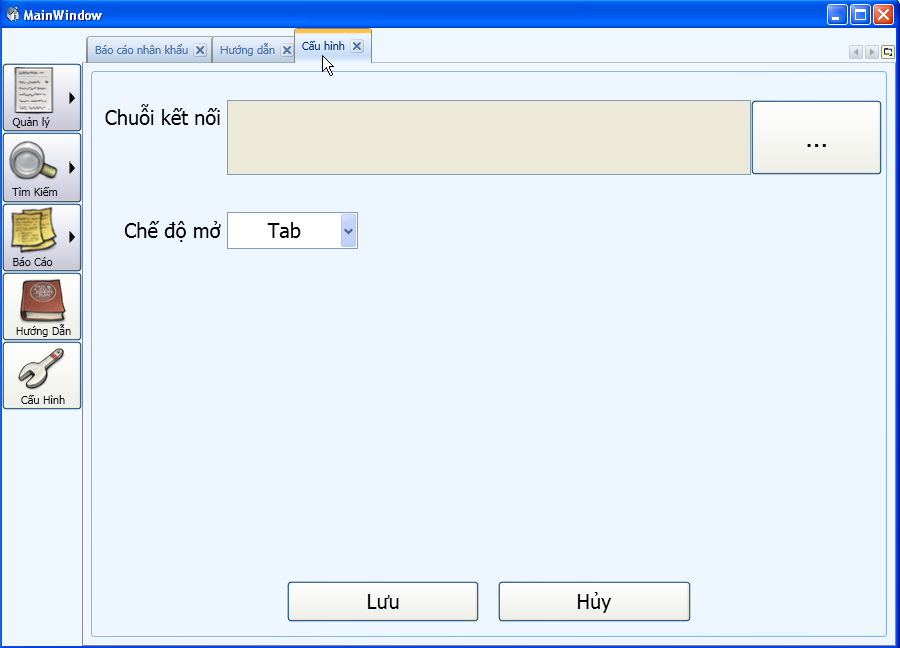 MainWindow
Báo cáo nhân khẩu
Hướng dẫn
Cấu hình
Quản lý
Tìm Kiếm
Báo Cáo
Hướng Dẫn
Cấu Hình
Chuỗi kết nối
...
Chế độ mở
Tab
Lưu
Hủy